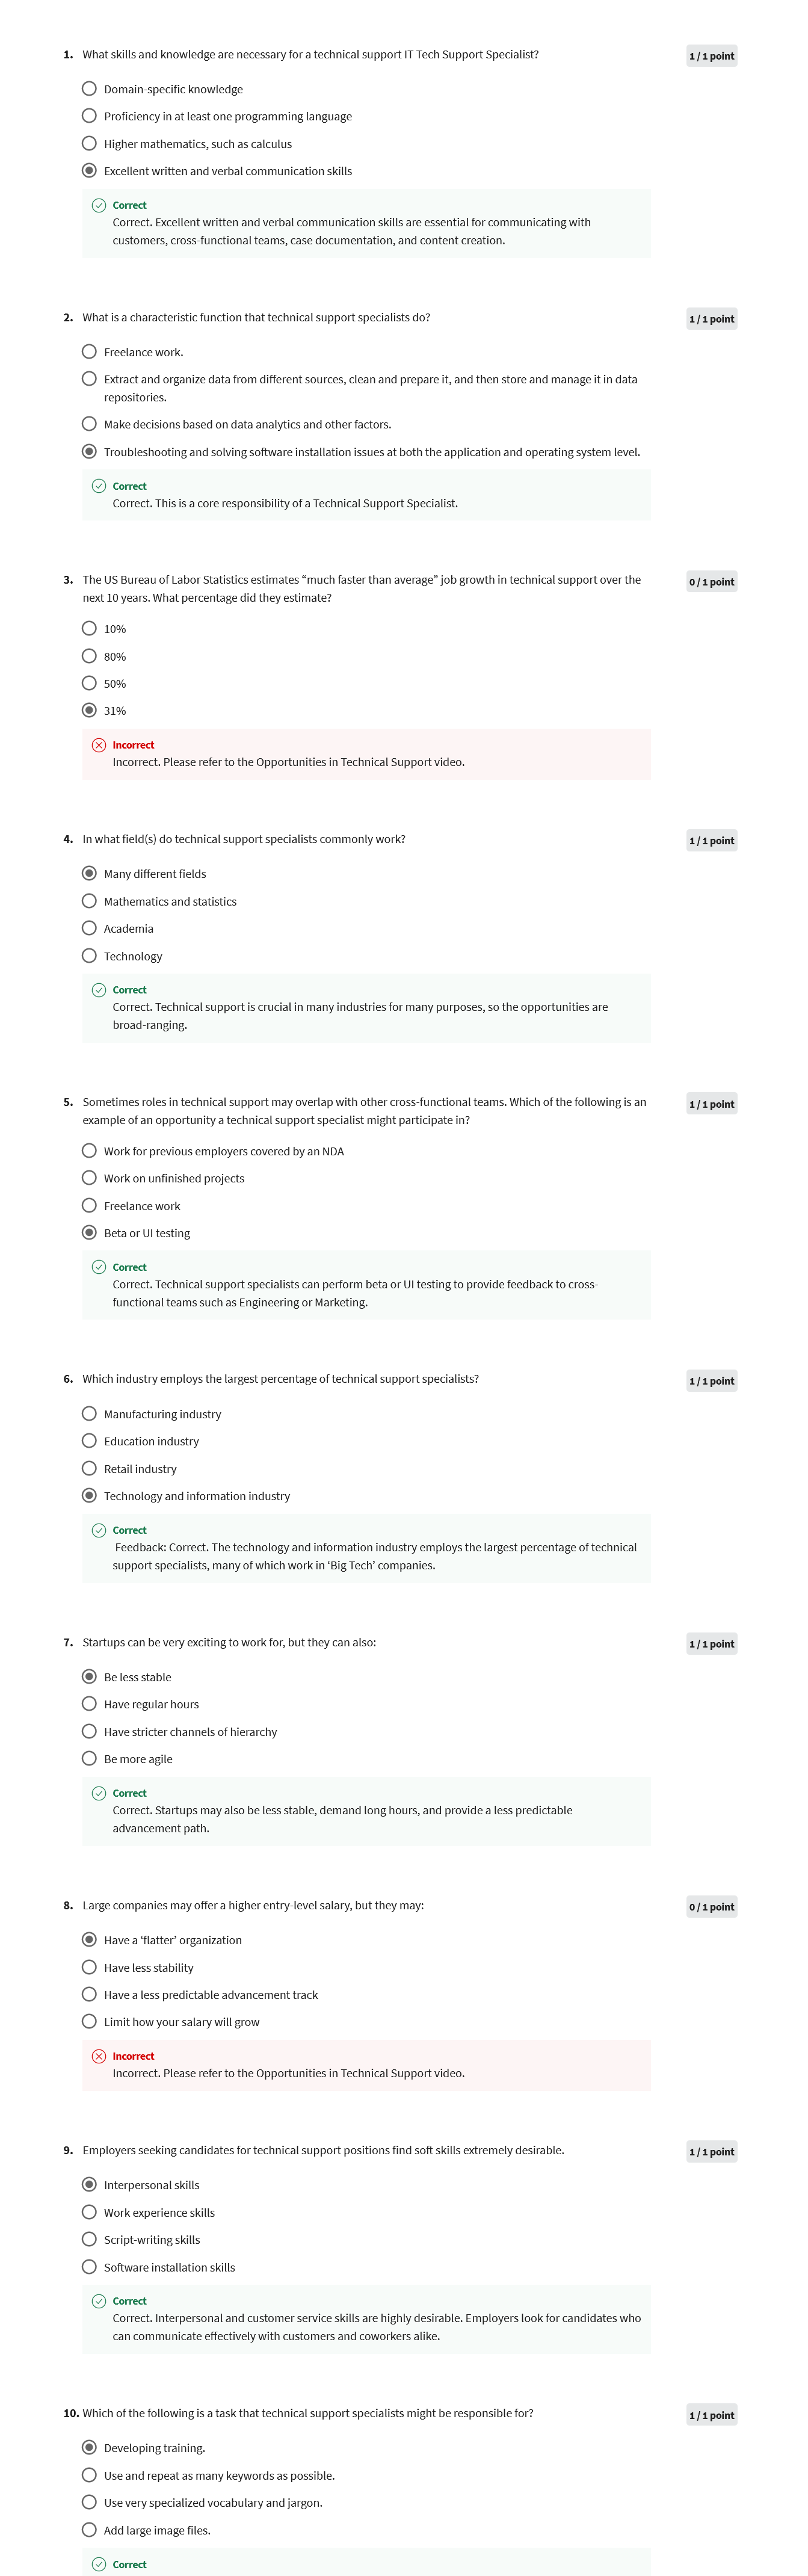 1. What skills and knowledge are necessary for a technical support IT Tech Support Specialist?
1 / 1 point
Domain-specific knowledge
Proficiency in at least one programming language
Higher mathematics, such as calculus
Excellent written and verbal communication skills
Correct
Correct. Excellent written and verbal communication skills are essential for communicating with
customers, cross-functional teams, case documentation, and content creation.
2. What is a characteristic function that technical support specialists do?
1 / 1 point
Freelance work.
Extract and organize data from different sources, clean and prepare it, and then store and manage it in data
repositories.
Make decisions based on data analytics and other factors.
Troubleshooting and solving software installation issues at both the application and operating system level.
Correct
Correct. This is a core responsibility of a Technical Support Specialist.
3. The US Bureau of Labor Statistics estimates “much faster than average” job growth in technical support over the
next 10 years. What percentage did they estimate?
0 / 1 point
10%
80%
50%
31%
Incorrect
Incorrect. Please refer to the Opportunities in Technical Support video.
4. In what field(s) do technical support specialists commonly work?
1 / 1 point
Many different fields
Mathematics and statistics
Academia
Technology
Correct
Correct. Technical support is crucial in many industries for many purposes, so the opportunities are
broad-ranging.
5. Sometimes roles in technical support may overlap with other cross-functional teams. Which of the following is an
example of an opportunity a technical support specialist might participate in?
1 / 1 point
Work for previous employers covered by an NDA
Work on unfinished projects
Freelance work
Beta or UI testing
Correct
Correct. Technical support specialists can perform beta or UI testing to provide feedback to cross-
functional teams such as Engineering or Marketing.
6. Which industry employs the largest percentage of technical support specialists?
1 / 1 point
Manufacturing industry
Education industry
Retail industry
Technology and information industry
Correct
Feedback: Correct. The technology and information industry employs the largest percentage of technical
support specialists, many of which work in ‘Big Tech’ companies.
7. Startups can be very exciting to work for, but they can also:
1 / 1 point
Be less stable
Have regular hours
Have stricter channels of hierarchy
Be more agile
Correct
Correct. Startups may also be less stable, demand long hours, and provide a less predictable
advancement path.
8. Large companies may offer a higher entry-level salary, but they may:
0 / 1 point
Have a ‘flatter’ organization
Have less stability
Have a less predictable advancement track
Limit how your salary will grow
Incorrect
Incorrect. Please refer to the Opportunities in Technical Support video.
9. Employers seeking candidates for technical support positions find soft skills extremely desirable.
1 / 1 point
Interpersonal skills
Work experience skills
Script-writing skills
Software installation skills
Correct
Correct. Interpersonal and customer service skills are highly desirable. Employers look for candidates who
can communicate effectively with customers and coworkers alike.
10. Which of the following is a task that technical support specialists might be responsible for?
1 / 1 point
Developing training.
Use and repeat as many keywords as possible.
Use very specialized vocabulary and jargon.
Add large image files.
Correct